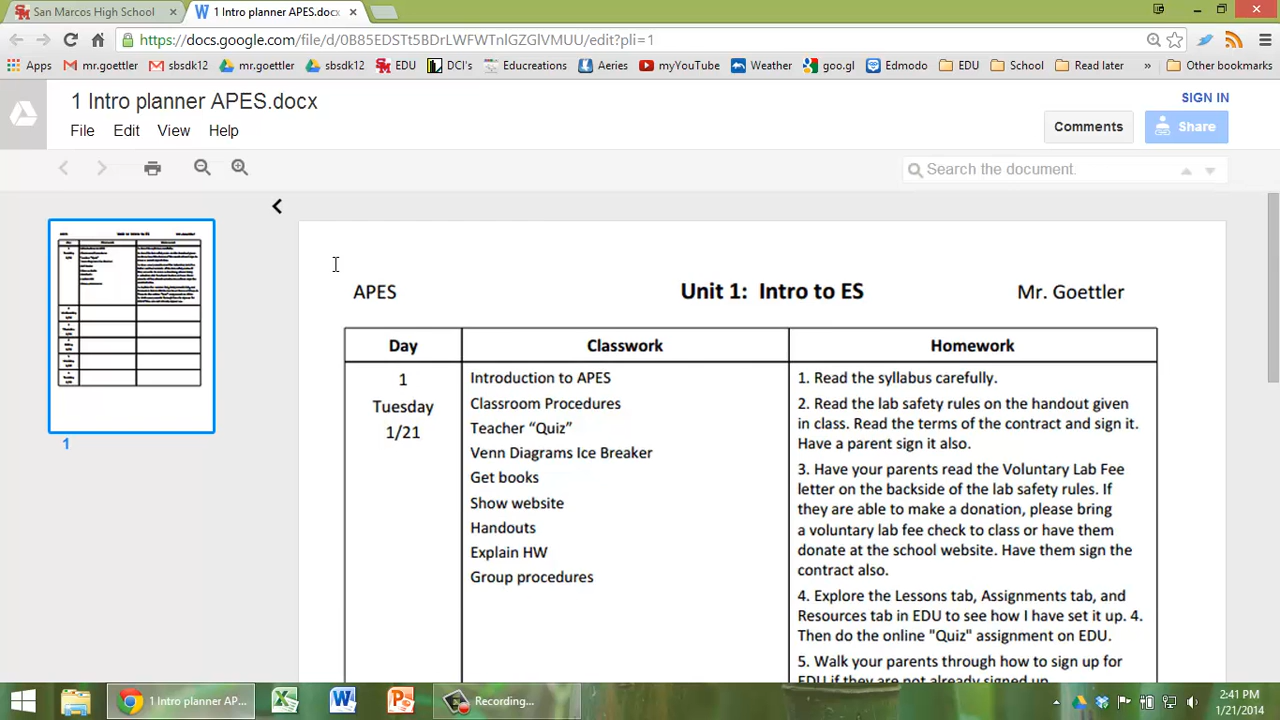 San Marcos High School
1 Intro planner APES.docx
https://docs.google.com/file/d/0B85EDSTt5BDrLWFWTnlGZGlVMUU/edit?pli=1
Apps mr.goettler sbsdk12 mr.goettler sbsdk12 EDU DCI's Educreations Aeries myYouTube Weather goo.gl Edmodo EDU School Read later » Other bookmarks
1 Intro planner APES.docx
SIGN IN
File Edit View Help
Comments
Share
Search the document.
1
APES
Unit 1: Intro to ES
Mr. Goettler
Day
Classwork
Homework
1
Tuesday
1/21
Introduction to APES
Classroom Procedures
Teacher “Quiz”
Venn Diagrams Ice Breaker
Get books
Show website
Handouts
Explain HW
Group procedures
1. Read the syllabus carefully.
2. Read the lab safety rules on the handout given
in class. Read the terms of the contract and sign it.
Have a parent sign it also.
3. Have your parents read the Voluntary Lab Fee
letter on the backside of the lab safety rules. If
they are able to make a donation, please bring
a voluntary lab fee check to class or have them
donate at the school website. Have them sign the
contract also.
4. Explore the Lessons tab, Assignments tab, and
Resources tab in EDU to see how I have set it up. 4.
Then do the online "Quiz" assignment on EDU.
5. Walk your parents through how to sign up for
EDU if they are not already signed up.
1 Intro planner AP...
Recording...
2:41 PM
1/21/2014